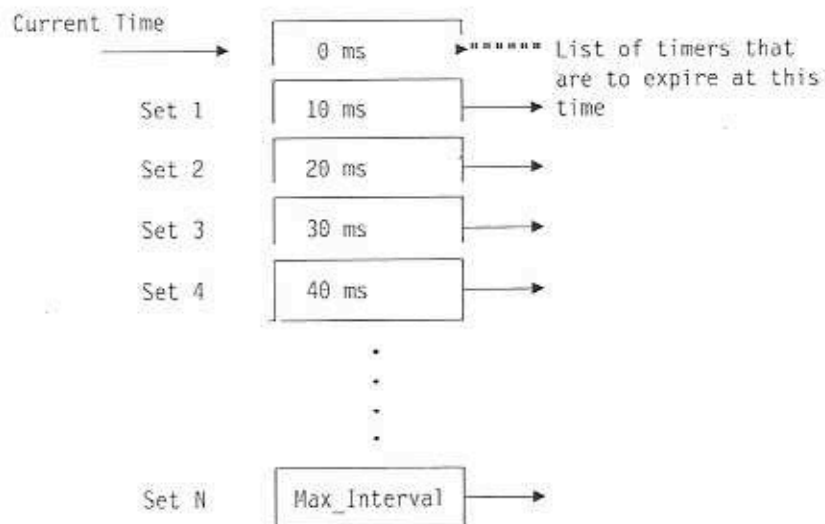 Current Time
0 ms
List of timers that
are to expire at this
time
Set 1
10 ms
Set 2
20 ms
Set 3
30 ms
Set 4
40 ms
Set N
Max_Interval